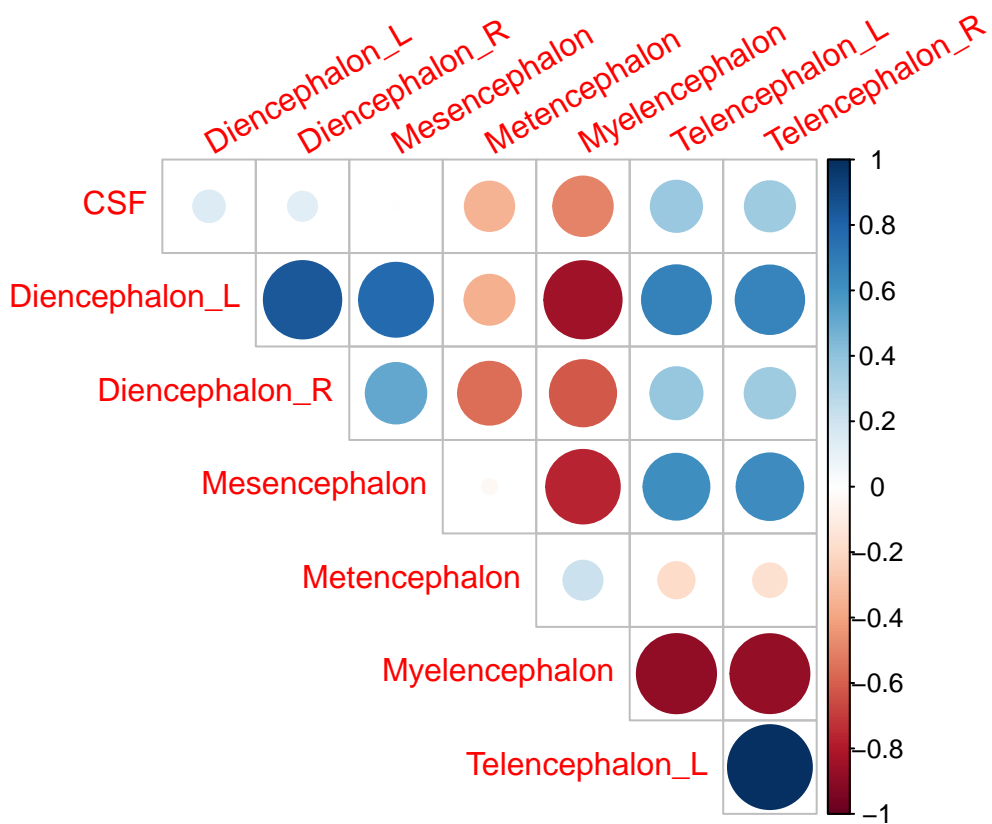 Diencephalon_L
Diencephalon_R
Mesencephalon
Metencephalon
Myelencephalon
Telencephalon_L
Telencephalon_R
CSF
Diencephalon_L
Diencephalon_R
Mesencephalon
Metencephalon
Myelencephalon
Telencephalon_L
1
0.8
0.6
0.4
0.2
0
−0.2
−0.4
−0.6
−0.8
−1